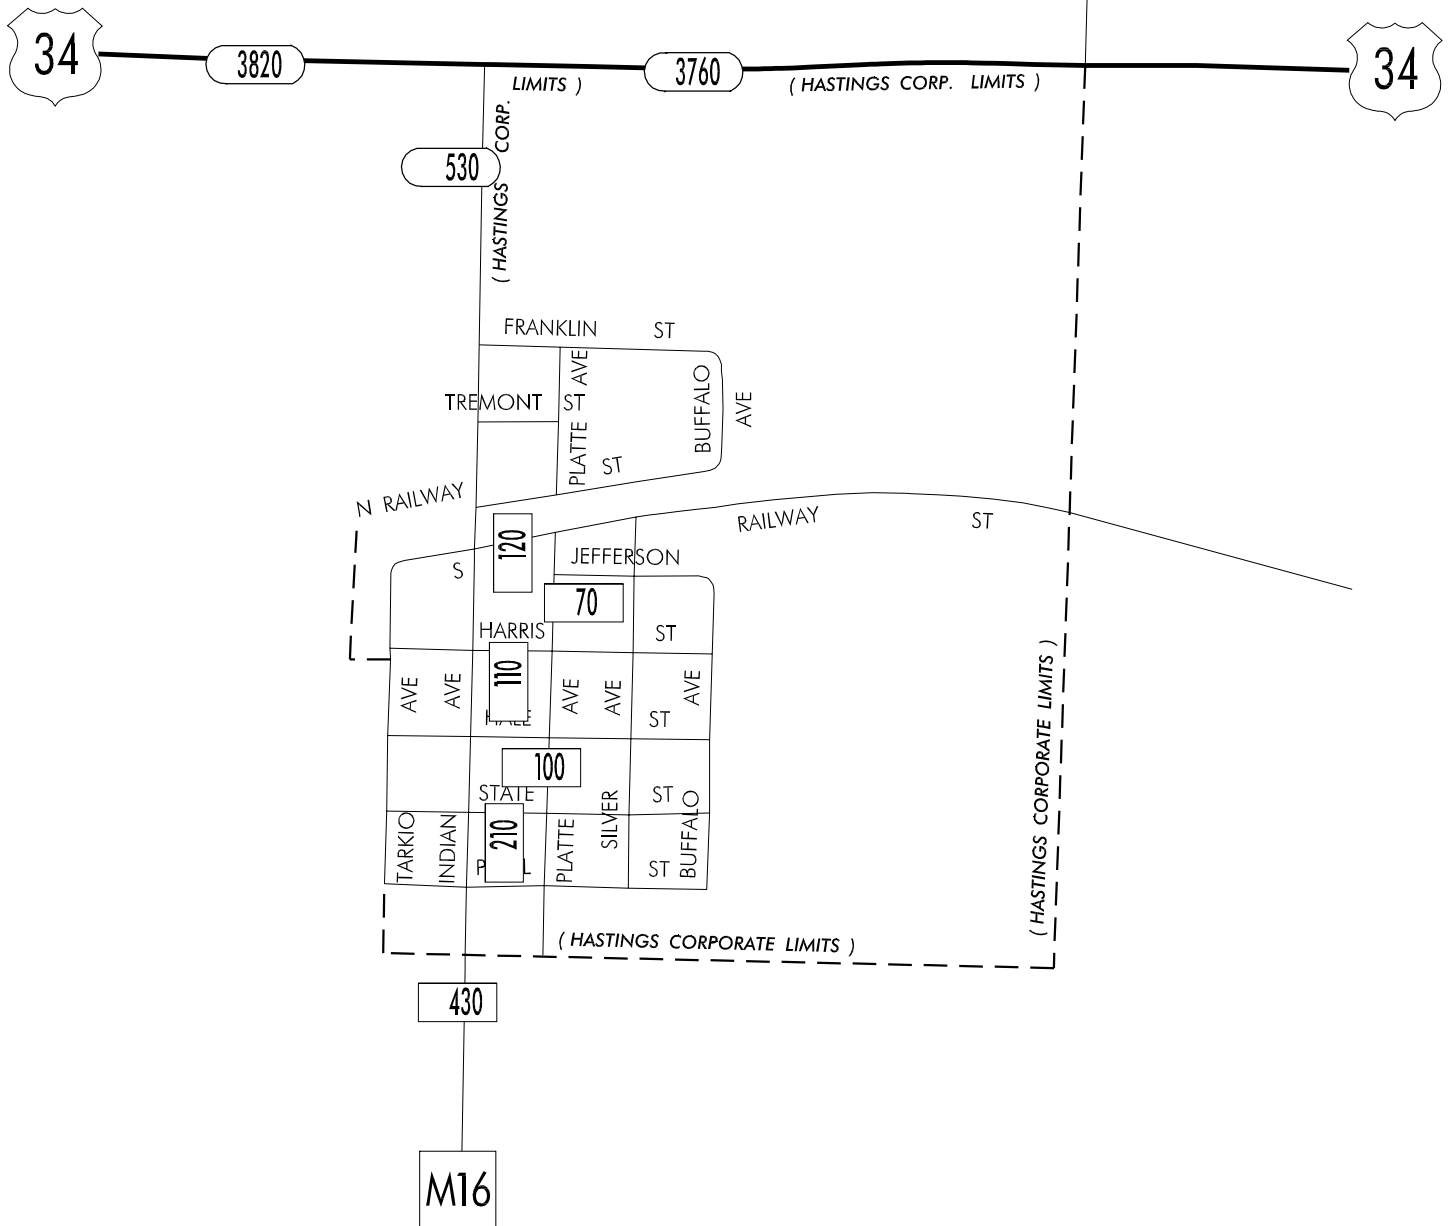 34
3820
3760
34
LIMITS )
( HASTINGS CORP. LIMITS )
( HASTINGS CORP.
530
FRANKLIN ST
PLATTE AVE
TREMONT ST
BUFFALO AVE
N RAILWAY ST
S RAILWAY ST
120
JEFFERSON
70
HARRIS ST
110
AVE
AVE
AVE
AVE
AVE
ST
100
STATE ST
210
TARKIO
INDIAN
PLATTE
SILVER
BUFFALO
ST
( HASTINGS CORPORATE LIMITS )
( HASTINGS CORPORATE LIMITS )
430
M16